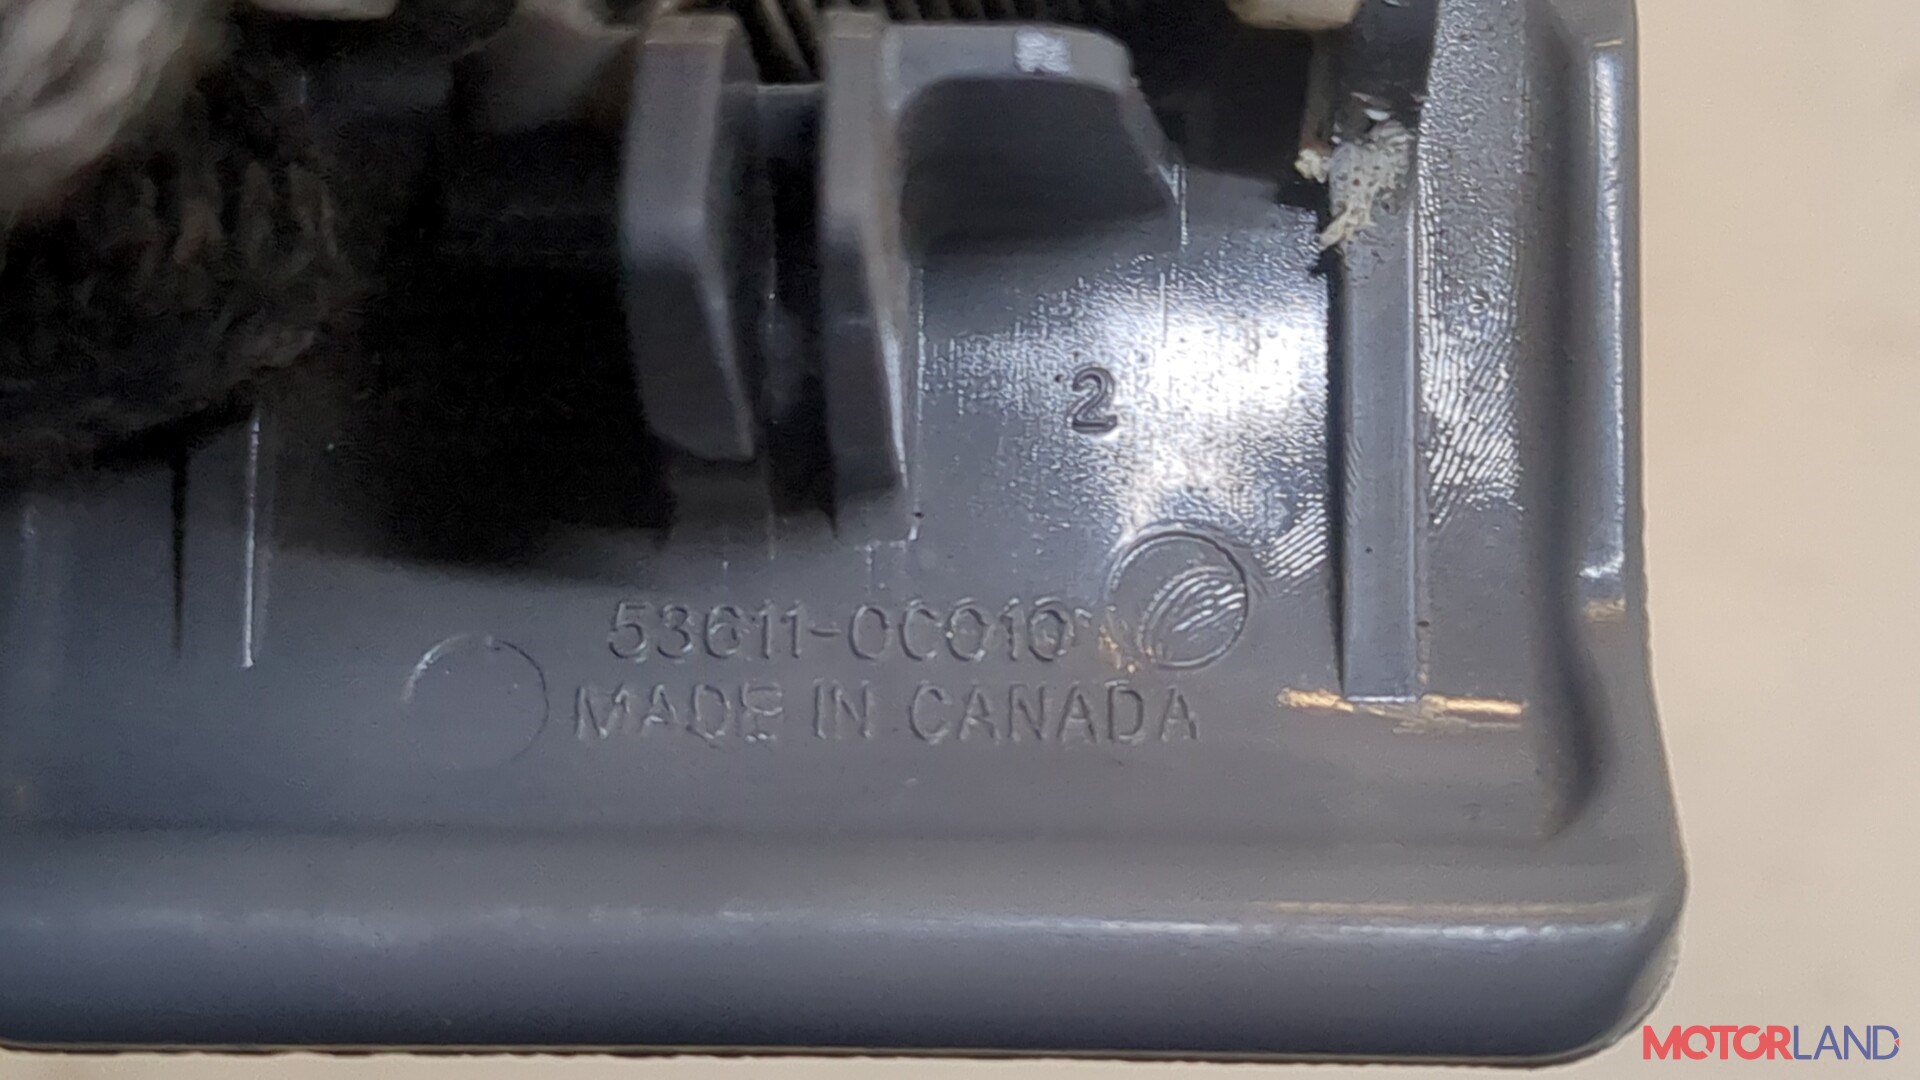 2
53611-0C010
MADE IN CANADA
MOTORLAND